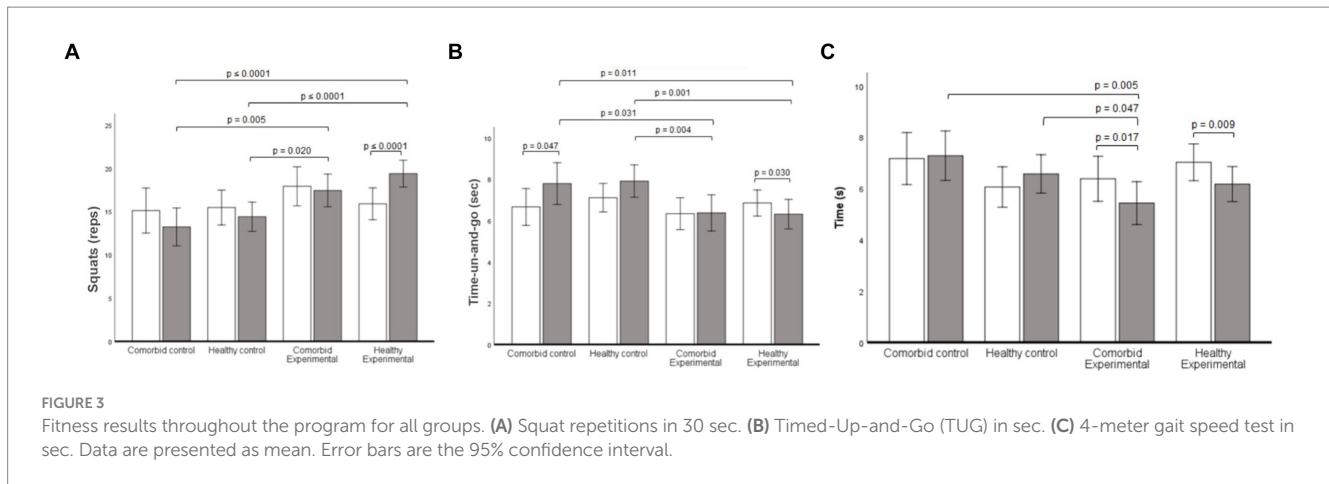 A
p ≤ 0.0001
p ≤ 0.0001
p = 0.005
p = 0.020
p ≤ 0.0001
25
20
15
10
5
0
Squats (reps)
Comorbid control
Healthy control
Comorbid
Experimental
Healthy
Experimental
B
p = 0.011
p = 0.001
p = 0.031
p = 0.004
p = 0.047
p = 0.030
10
8
6
4
2
0
Time-un-and-go (sec)
Comorbid control
Healthy control
Comorbid
Experimental
Healthy
Experimental
C
p = 0.005
p = 0.047
p = 0.017
p = 0.009
10
8
6
4
2
0
Time (s)
Comorbid control
Healthy control
Comorbid
Experimental
Healthy
Experimental
FIGURE 3
Fitness results throughout the program for all groups. (A) Squat repetitions in 30 sec. (B) Timed-Up-and-Go (TUG) in sec. (C) 4-meter gait speed test in
sec. Data are presented as mean. Error bars are the 95% confidence interval.